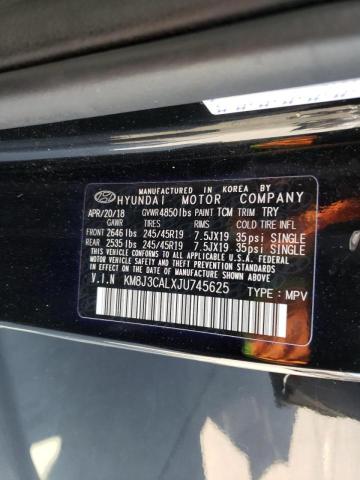 MANUFACTURED IN KOREA BY
HYUNDAI MOTOR COMPANY
APR/20/18 GVWR4850lbs PAINT TCM TRIM TRY
GAWR TIRES RIMS COLD TIRE INFL
FRONT 2646 lbs 245/45R19 7.5JX19 35psi SINGLE
REAR 2535 lbs 245/45R19 7.5JX19 35psi SINGLE
THIS VEHICLE CONFORMS TO ALL APPLICABLE
U.S.A. FEDERAL MOTOR VEHICLE SAFETY,
BUMPER, AND THEFT PREVENTION STANDARDS IN
EFFECT ON THE DATE OF MANUFACTURE SHOWN ABOVE.
V.I.N KM8J3CALXJU745625 TYPE : MPV